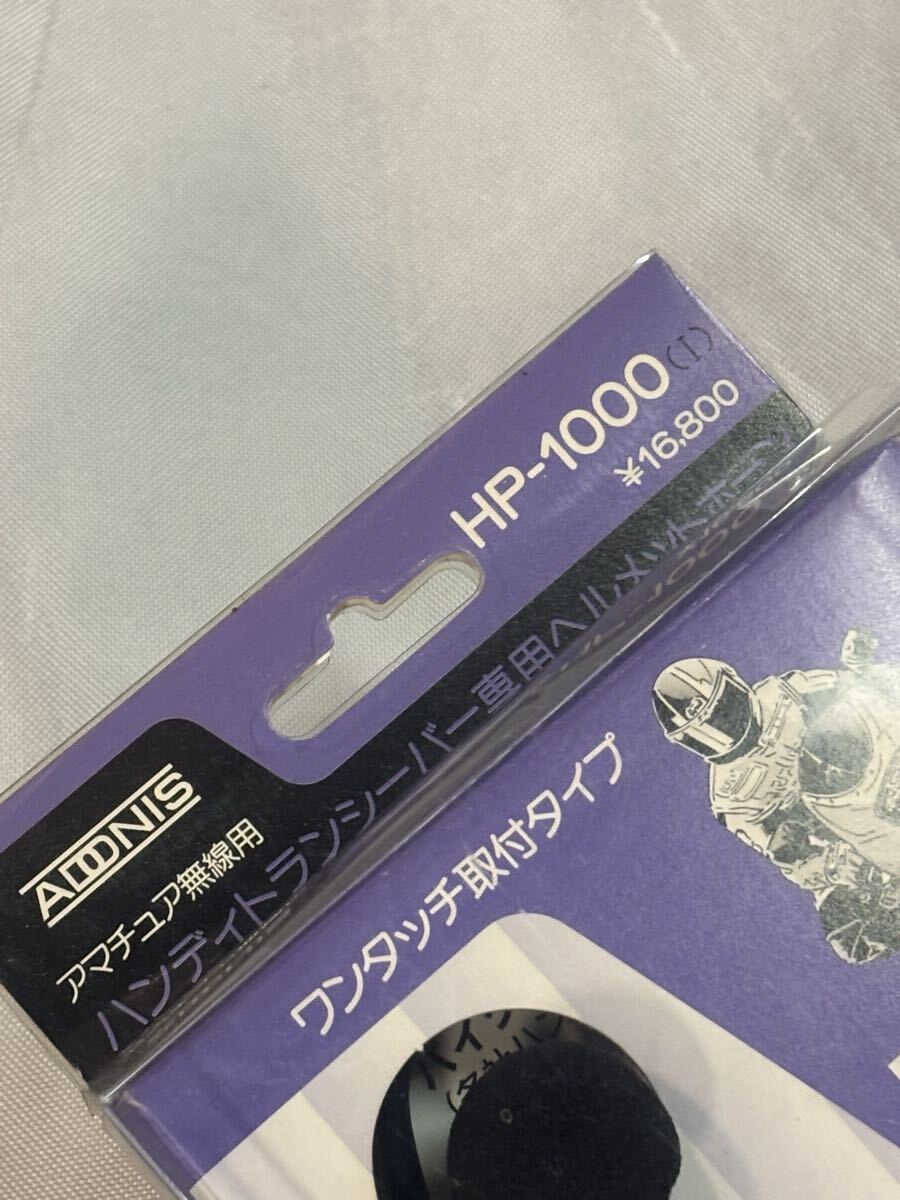 HP-1000(I)
¥16,800
ADONIS
アマチュア無線用
ハンディトランシーバー専用ヘルメットホーン
ワンタッチ取付タイプ